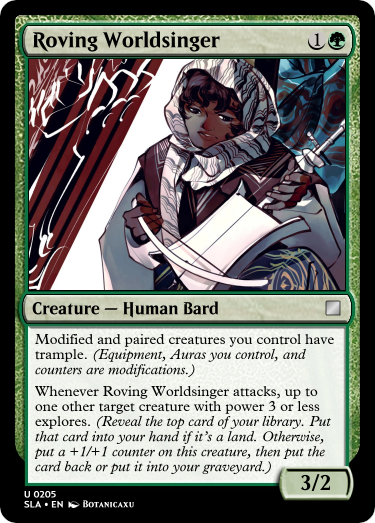 Roving Worldsinger 1
Creature — Human Bard
Modified and paired creatures you control have
trample. (Equipment, Auras you control, and
counters are modifications.)
Whenever Roving Worldsinger attacks, up to
one other target creature with power 3 or less
explores. (Reveal the top card of your library. Put
that card into your hand if it's a land. Otherwise,
put a +1/+1 counter on this creature, then put the
card back or put it into your graveyard.)
3/2
U 0205
SLA • EN BOTANICAXU